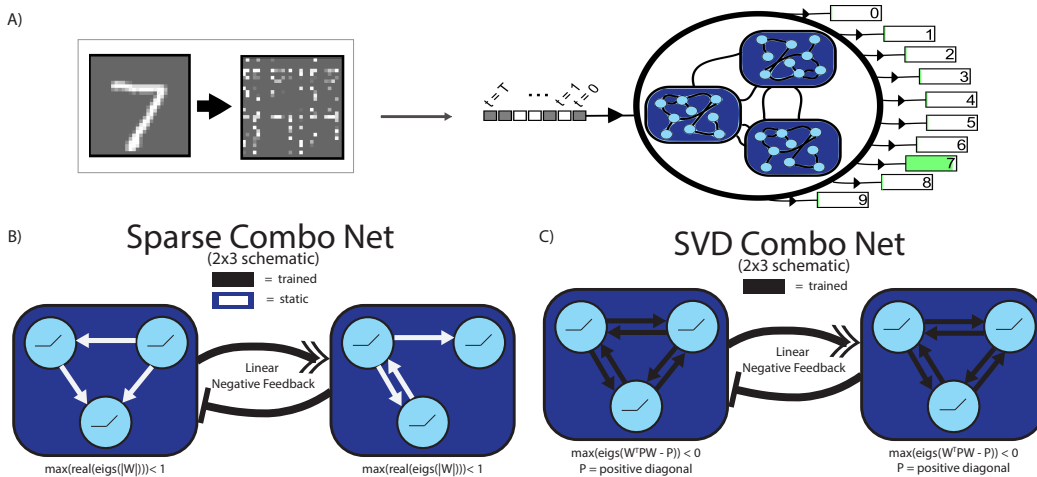 A)
t = T
...
t = 1
t = 0
0
1
2
3
4
5
6
7
8
9
B)
Sparse Combo Net
(2x3 schematic)
= trained
= static
Linear
Negative Feedback
max(real(eigs(|W|)))< 1
max(real(eigs(|W|)))< 1
C)
SVD Combo Net
(2x3 schematic)
= trained
Linear
Negative Feedback
max(eigs(WᵀPW - P)) < 0
P = positive diagonal
max(eigs(WᵀPW - P)) < 0
P = positive diagonal